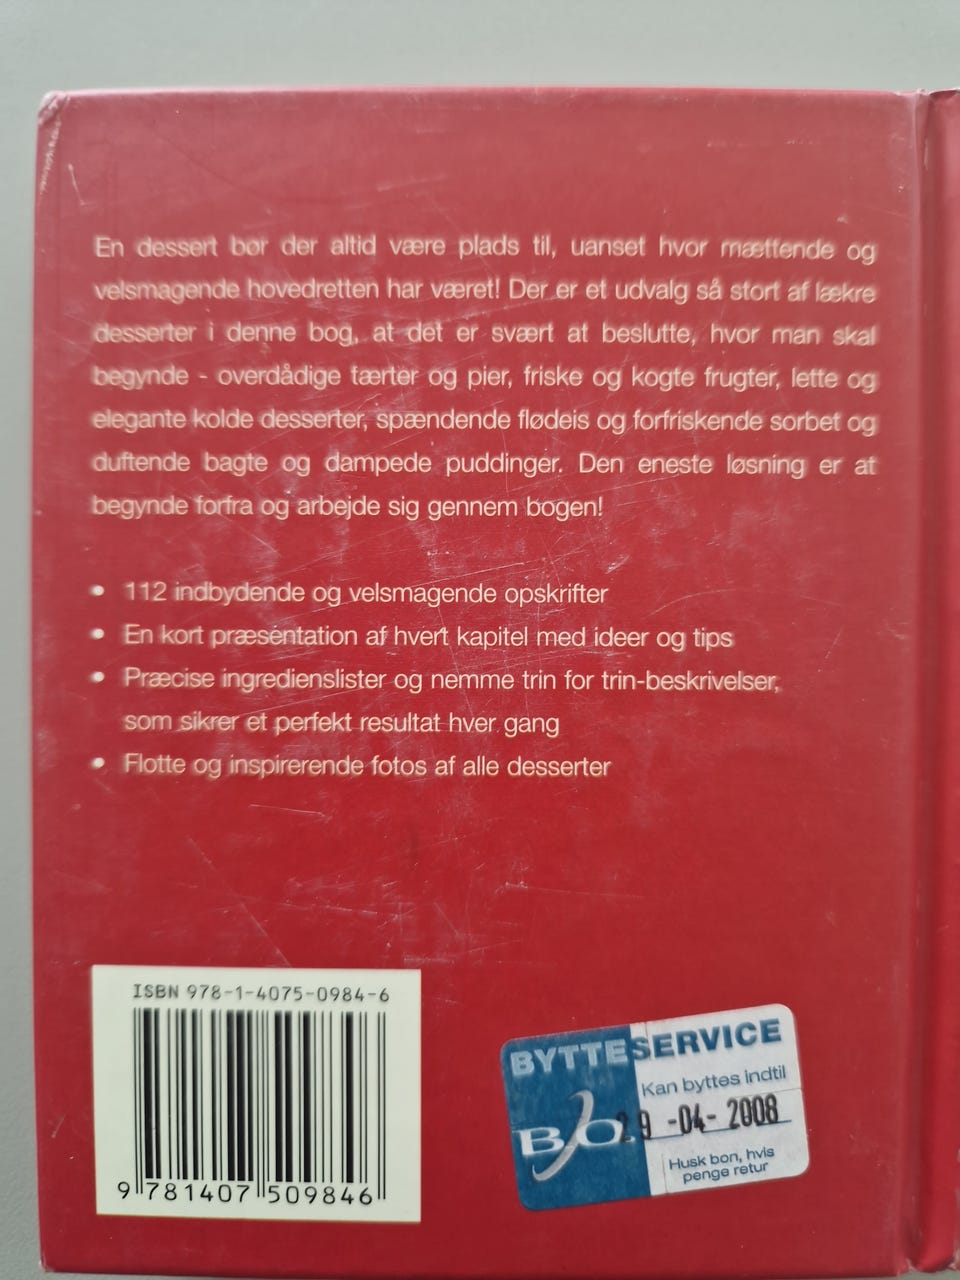 En dessert bør der altid være plads til, uanset hvor mættende og
velsmagende hovedretten har været! Der er et udvalg så stort af lækre
desserter i denne bog, at det er svært at beslutte, hvor man skal
begynde - overdådige tærter og pier, friske og kogte frugter, lette og
elegante kolde desserter, spændende flødeis og forfriskende sorbet og
duftende bagte og dampede puddinger. Den eneste løsning er at
begynde forfra og arbejde sig gennem bogen!
• 112 indbydende og velsmagende opskrifter
• En kort præsentation af hvert kapitel med ideer og tips
• Præcise ingredienslister og nemme trin for trin-beskrivelser,
som sikrer et perfekt resultat hver gang
• Flotte og inspirerende fotos af alle desserter
ISBN 978-1-4075-0984-6
9 781407 509846
BYTTESERVICE
Kan byttes indtil
B.O. 29 -04- 2008
Husk bon, hvis
penge retur